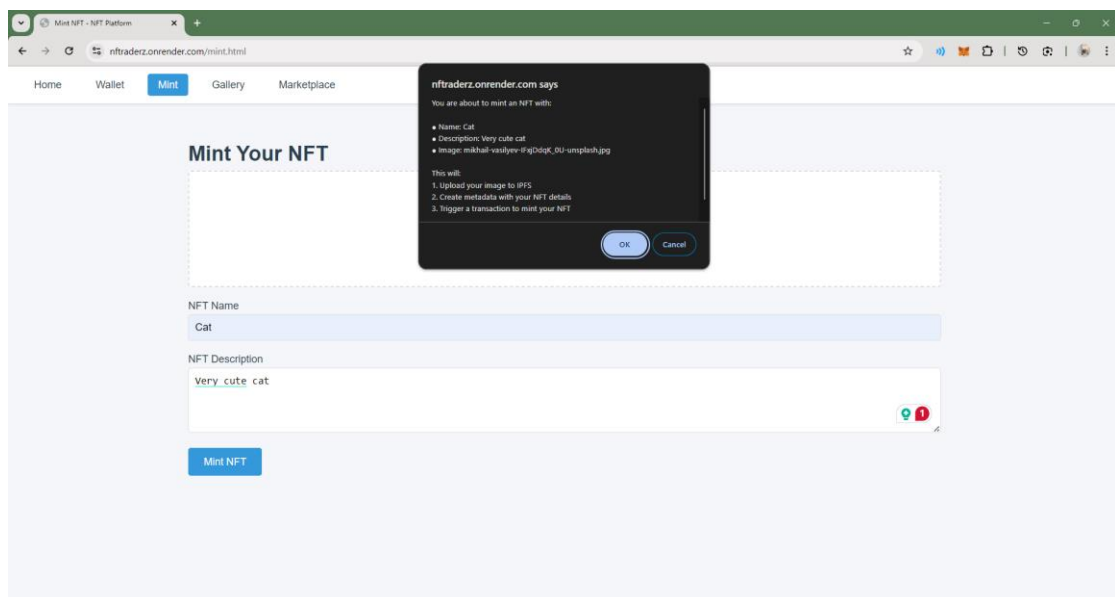 Mint NFT - NFT Platform
nftraderz.onrender.com/mint.html
Home Wallet Mint Gallery Marketplace
nftraderz.onrender.com says
You are about to mint an NFT with:
• Name: Cat
• Description: Very cute cat
• Image: mikhail-vasilyev-IFxjDdqK_0U-unsplash.jpg
This will:
1. Upload your image to IPFS
2. Create metadata with your NFT details
3. Trigger a transaction to mint your NFT
OK Cancel
Mint Your NFT
NFT Name
Cat
NFT Description
Very cute cat
1
Mint NFT